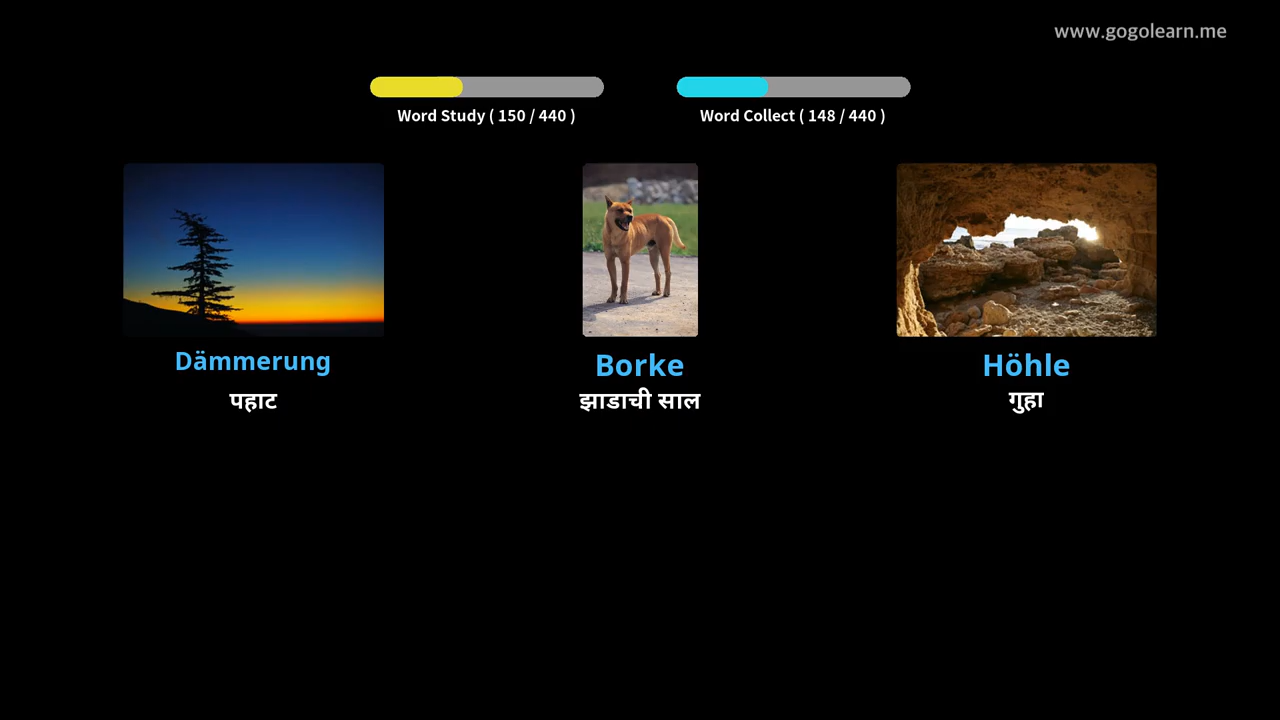 www.gogolearn.me
Word Study ( 150 / 440 )
Word Collect ( 148 / 440 )
Dämmerung
पहाट
Borke
झाडाची साल
Höhle
गुहा